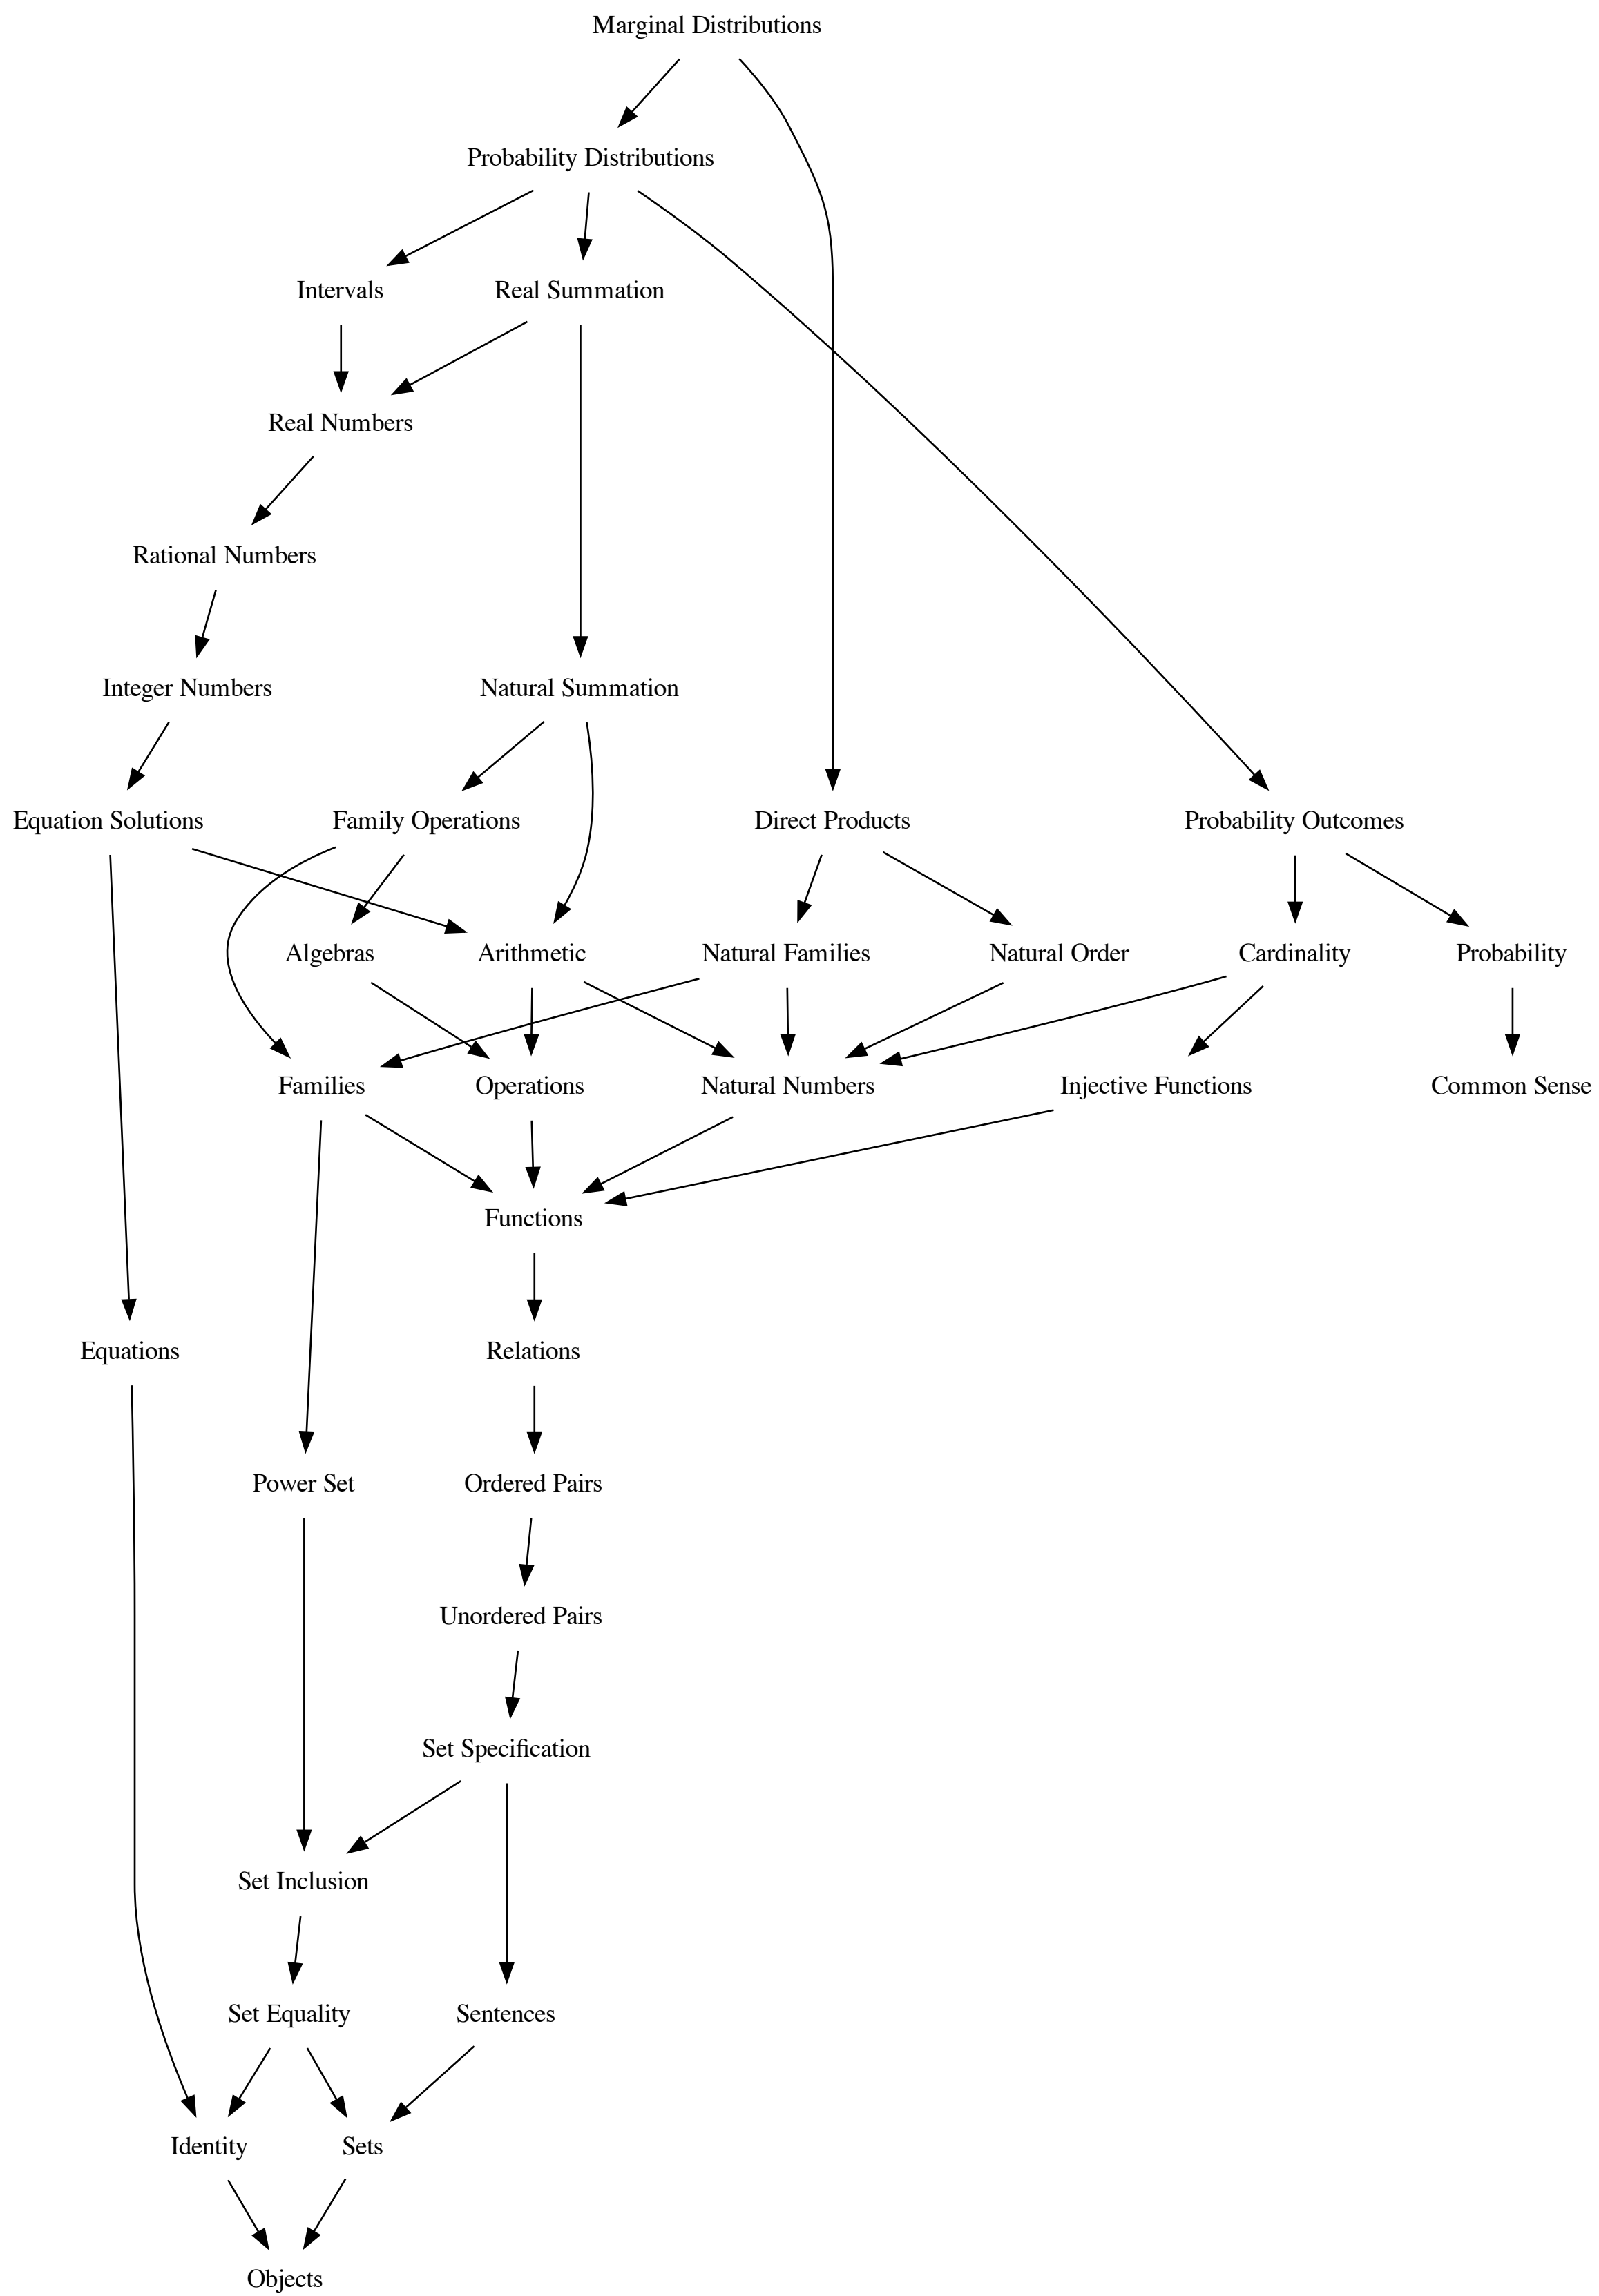 Marginal Distributions
Probability Distributions
Intervals
Real Summation
Real Numbers
Rational Numbers
Integer Numbers
Natural Summation
Equation Solutions
Family Operations
Direct Products
Probability Outcomes
Algebras
Arithmetic
Natural Families
Natural Order
Cardinality
Probability
Families
Operations
Natural Numbers
Injective Functions
Common Sense
Functions
Equations
Relations
Power Set
Ordered Pairs
Unordered Pairs
Set Specification
Set Inclusion
Set Equality
Sentences
Identity
Sets
Objects